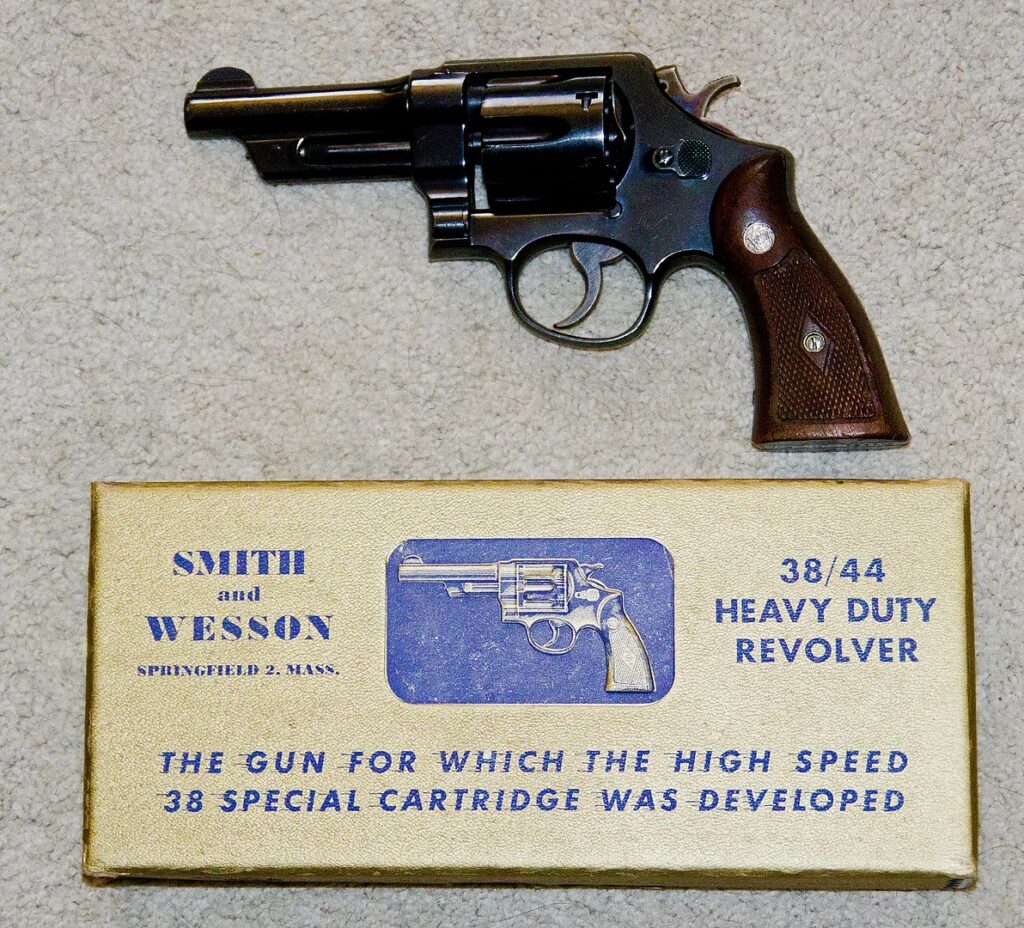 SMITH
and
WESSON
SPRINGFIELD 2, MASS.
38/44
HEAVY DUTY
REVOLVER
THE GUN FOR WHICH THE HIGH SPEED
38 SPECIAL CARTRIDGE WAS DEVELOPED